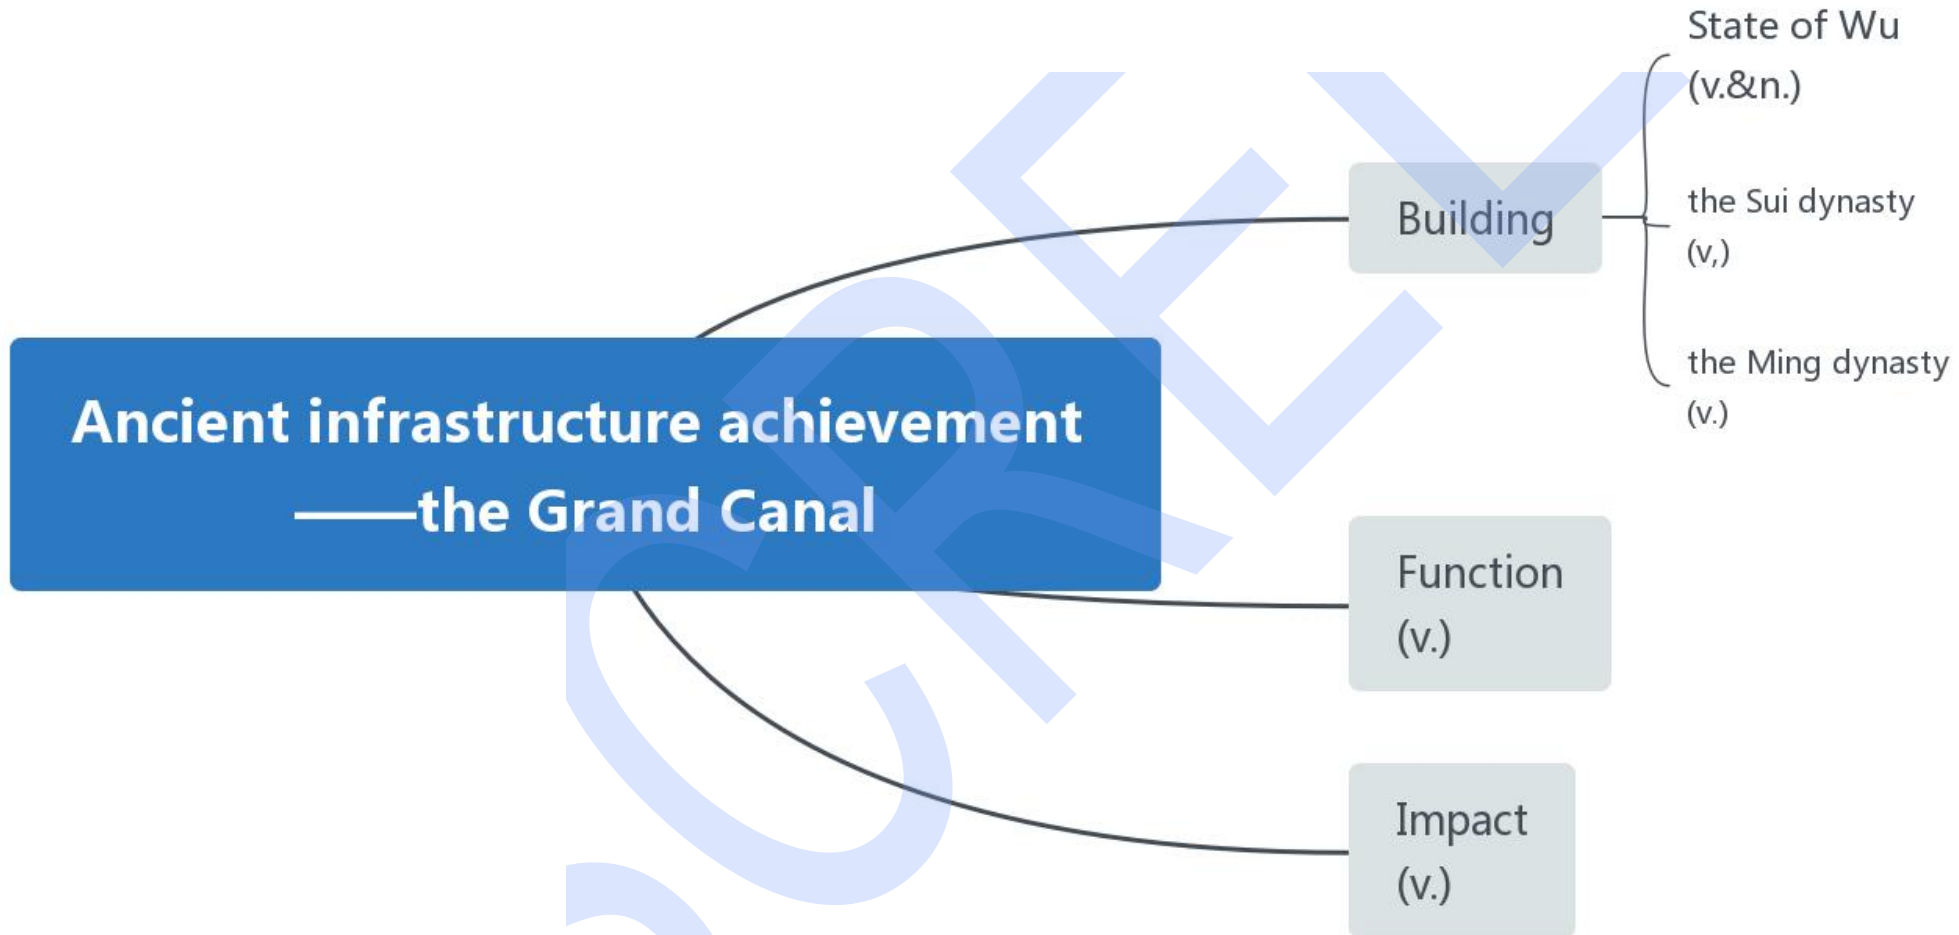 Ancient infrastructure achievement
——the Grand Canal
Building
State of Wu
(v.&n.)
the Sui dynasty
(v,)
the Ming dynasty
(v.)
Function
(v.)
Impact
(v.)